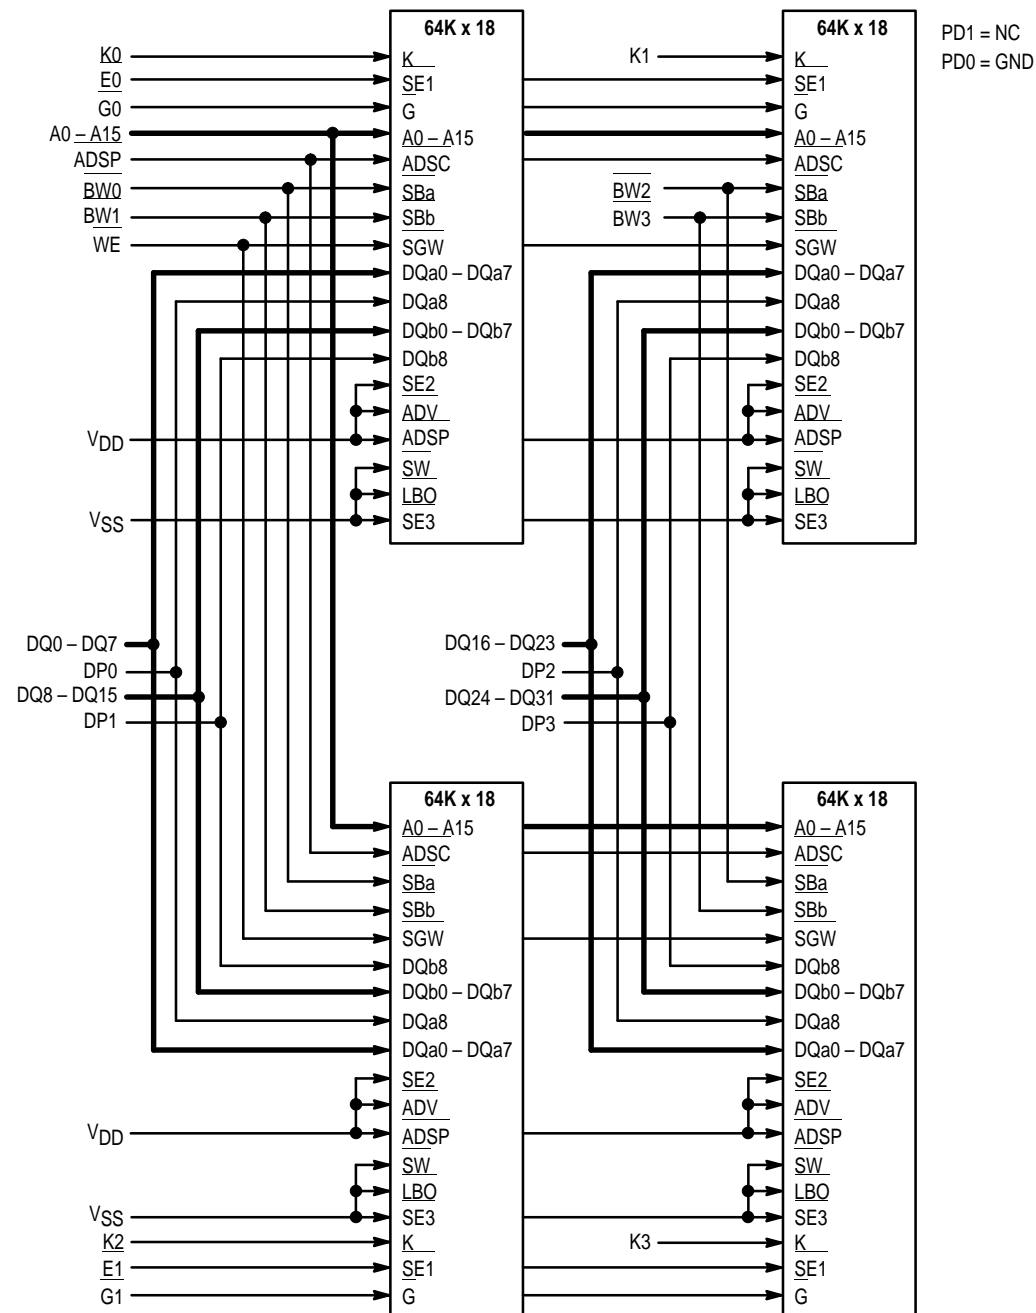 64K x 18
K0
E0
G0
A0 – A15
ADSP
BW0
BW1
WE
K
SE1
G
A0 – A15
ADSC
SBa
SBb
SGW
DQa0 – DQa7
DQa8
DQb0 – DQb7
DQb8
SE2
ADV
ADSP
SW
LBO
SE3
VDD
VSS
64K x 18
K1
BW2
BW3
K
SE1
G
A0 – A15
ADSC
SBa
SBb
SGW
DQa0 – DQa7
DQa8
DQb0 – DQb7
DQb8
SE2
ADV
ADSP
SW
LBO
SE3
PD1 = NC
PD0 = GND
DQ0 – DQ7
DP0
DQ8 – DQ15
DP1
DQ16 – DQ23
DP2
DQ24 – DQ31
DP3
64K x 18
A0 – A15
ADSC
SBa
SBb
SGW
DQb8
DQb0 – DQb7
DQa8
DQa0 – DQa7
SE2
ADV
ADSP
SW
LBO
SE3
K
SE1
G
VDD
VSS
K2
E1
G1
64K x 18
A0 – A15
ADSC
SBa
SBb
SGW
DQb8
DQb0 – DQb7
DQa8
DQa0 – DQa7
SE2
ADV
ADSP
SW
LBO
SE3
K3
K
SE1
G